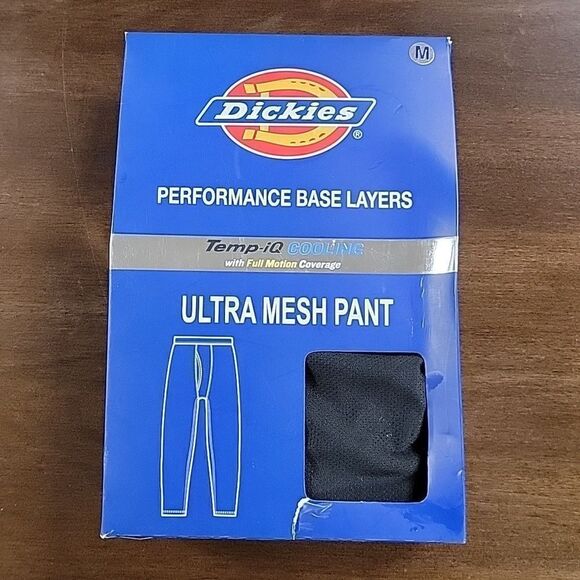 M
Dickies
®
PERFORMANCE BASE LAYERS
Temp-iQ COOLING
with Full Motion Coverage
ULTRA MESH PANT